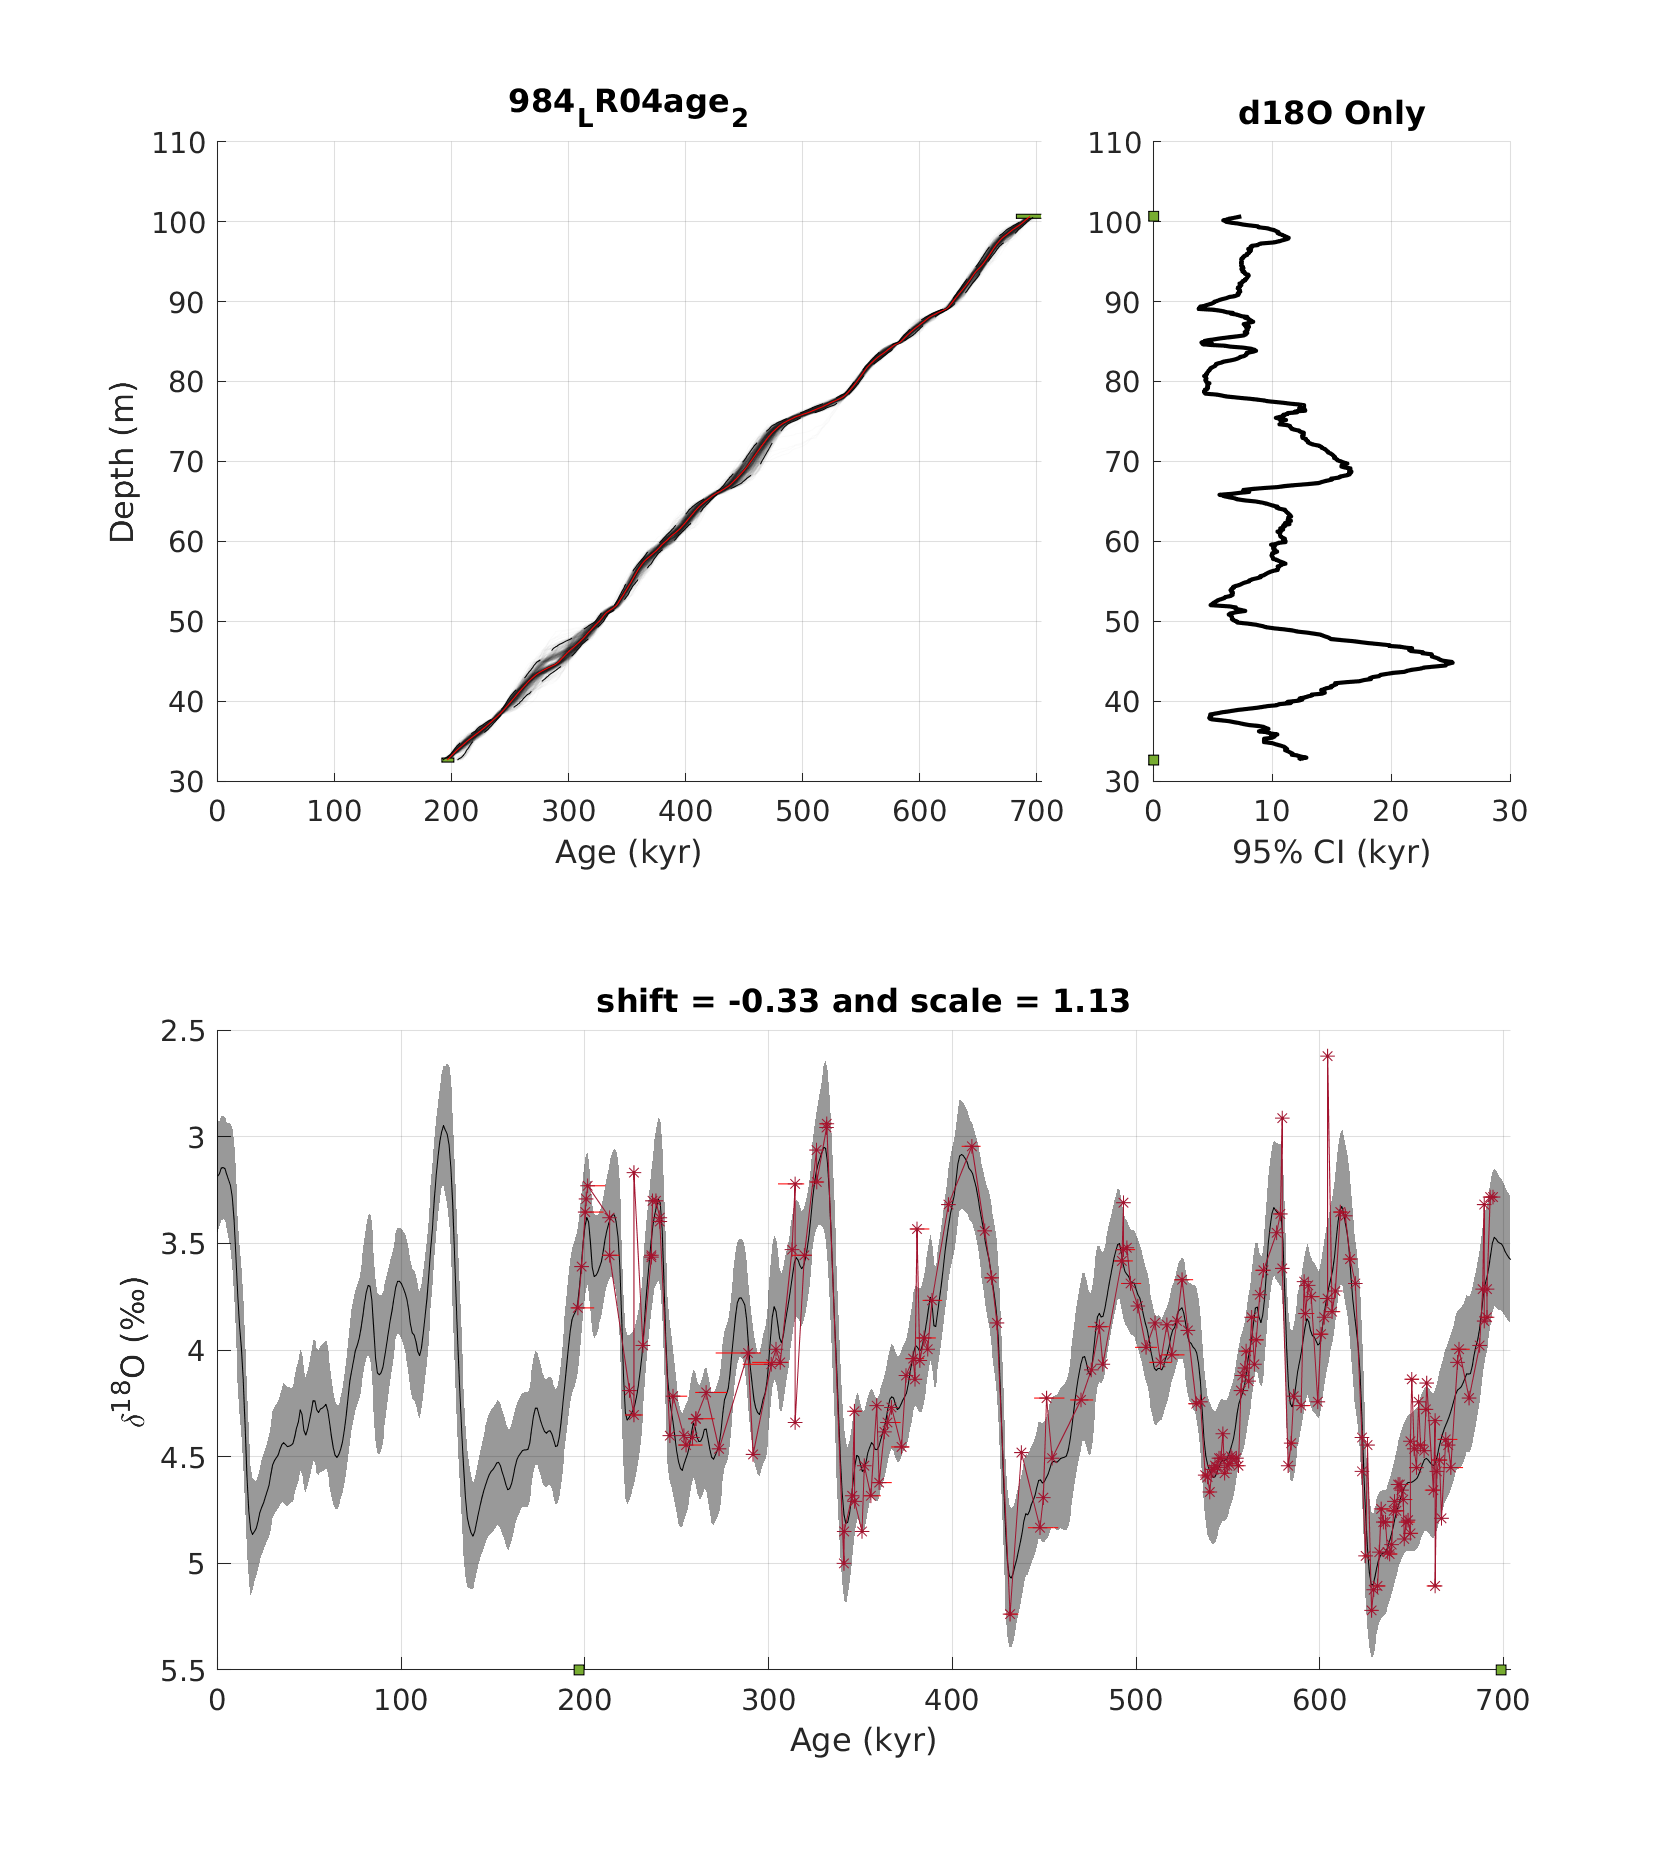 984_LR04age_2
d18O Only
110
100
90
80
70
60
50
40
30
Depth (m)
0 100 200 300 400 500 600 700
Age (kyr)
110
100
90
80
70
60
50
40
30
0 10 20 30
95% CI (kyr)
shift = -0.33 and scale = 1.13
2.5
3
3.5
4
4.5
5
5.5
δ18O (‰)
0 100 200 300 400 500 600 700
Age (kyr)